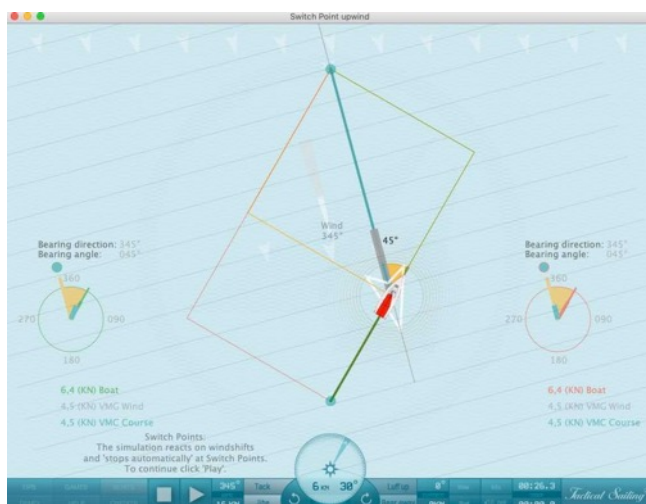 Switch Point upwind
Wind
345°
45°
Bearing direction: 345°
Bearing angle: 045°
360
270
090
180
6,4 (KN) Boat
4,5 (KN) VMC Wind
4,5 (KN) VMC Course
Bearing direction: 345°
Bearing angle: 045°
360
270
090
180
6,4 (KN) Boat
4,5 (KN) VMG Wind
4,5 (KN) VMC Course
Switch Points:
The simulation reacts on windshifts
and 'stops automatically' at Switch Points.
To continue click 'Play'.
345° Tack
6 KN 30°
Luff up 0°
00:26.3
Tactical Sailing